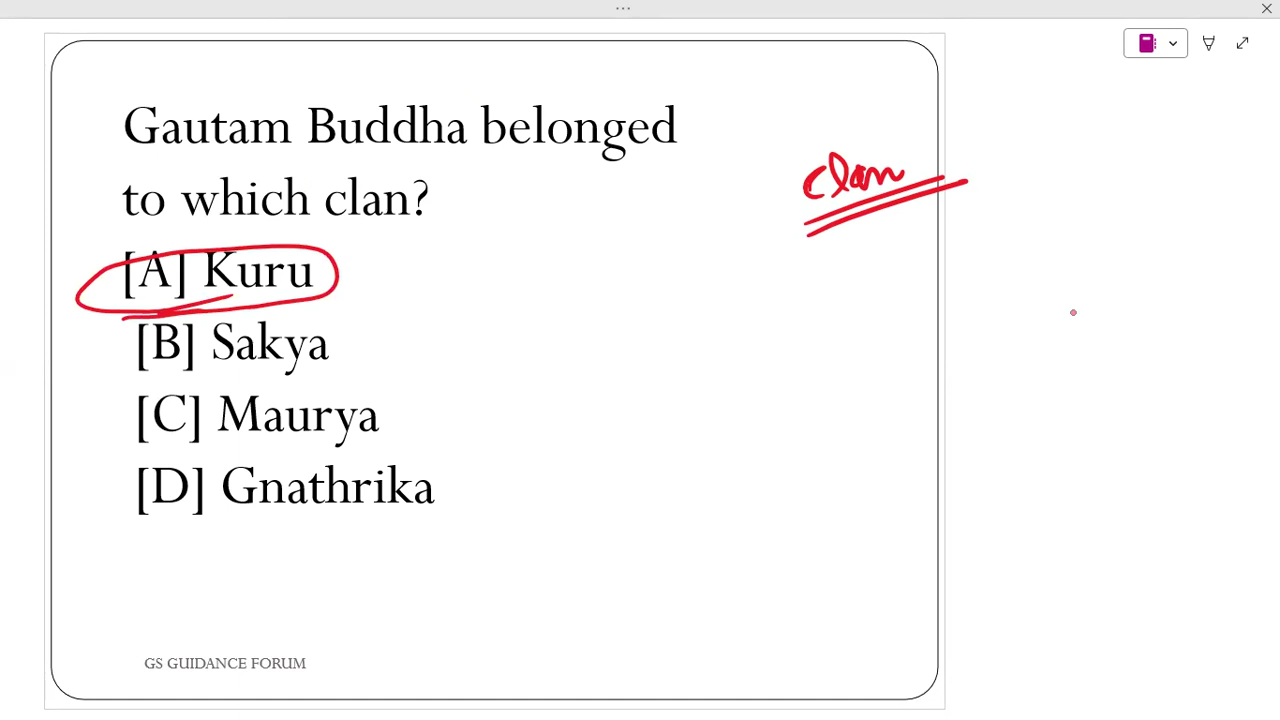 Gautam Buddha belonged
to which clan?
clan
[A] Kuru
[B] Sakya
[C] Maurya
[D] Gnathrika
GS GUIDANCE FORUM